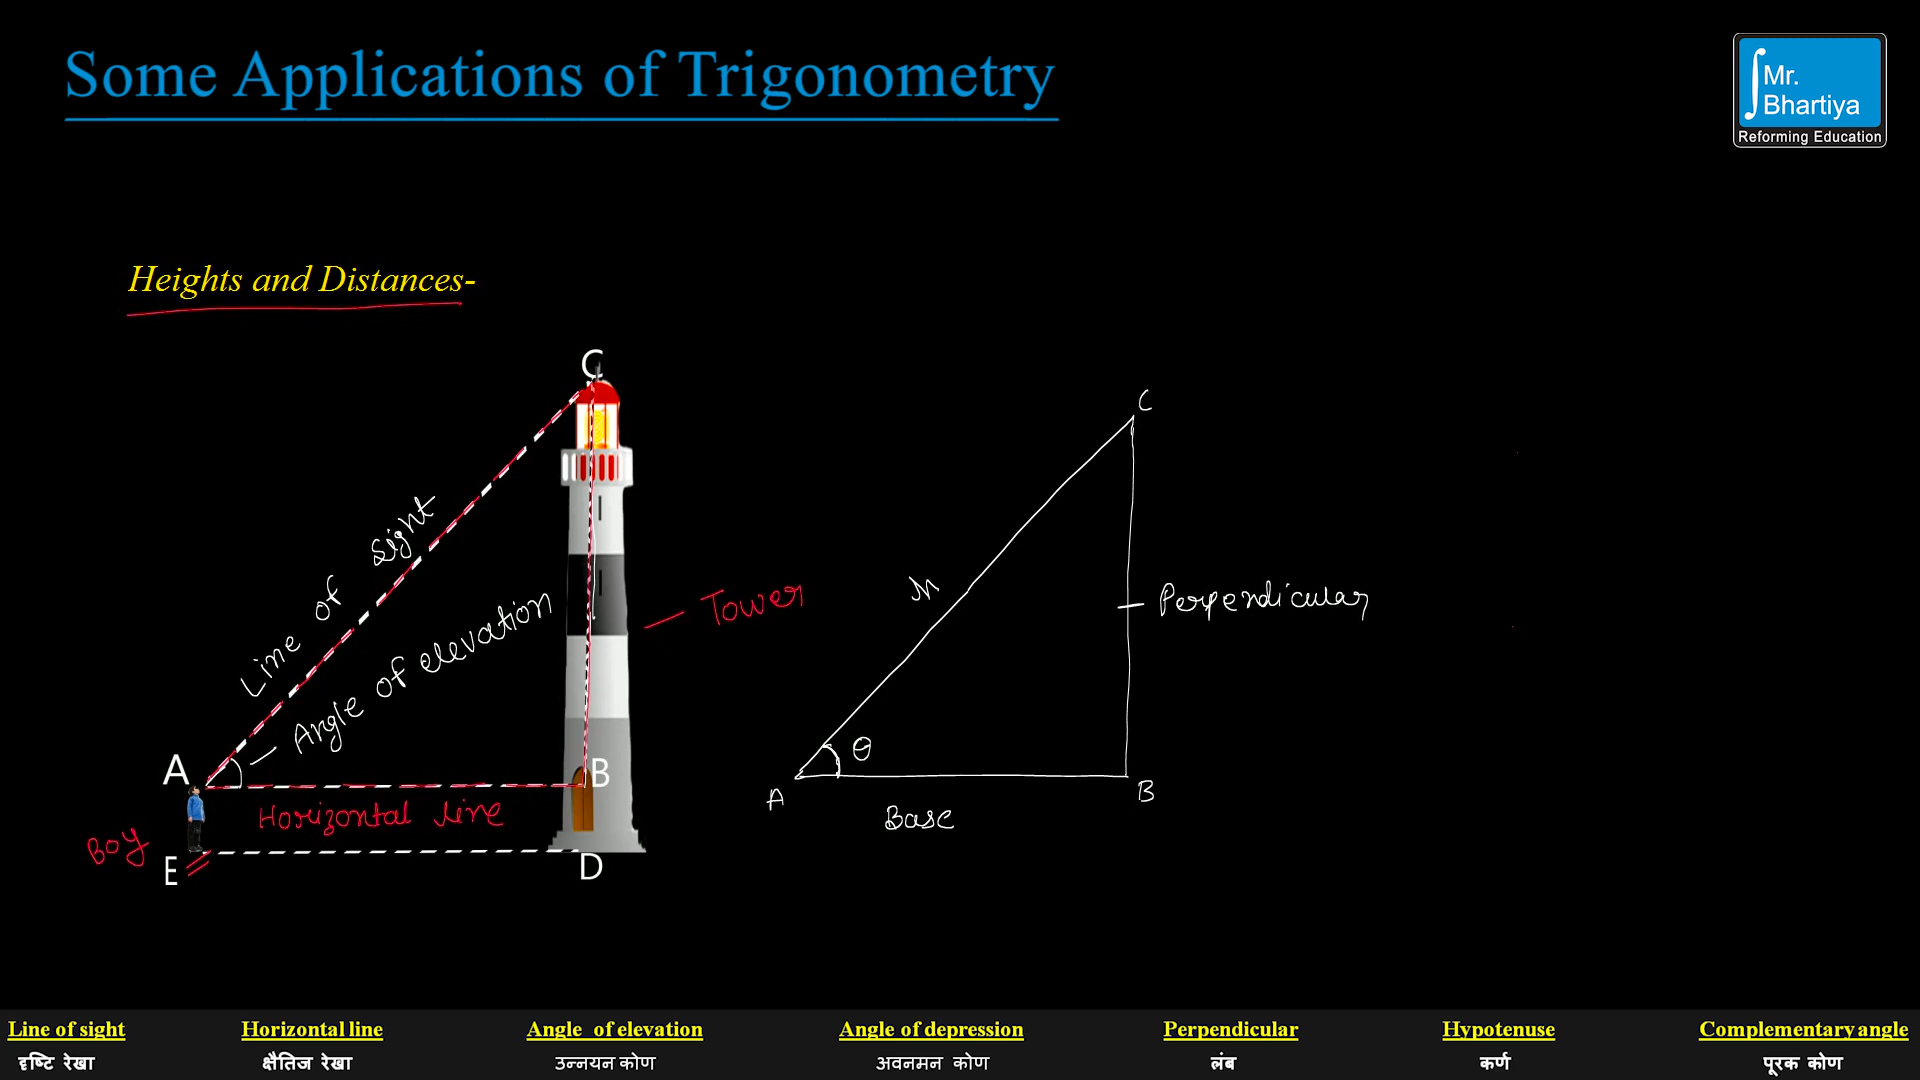 Some Applications of Trigonometry
Mr.
Bhartiya
Reforming Education
Heights and Distances-
C
C
Line of sight
Angle of elevation
Tower
Perpendicular
θ
A
B
A
B
Horizontal line
Base
Boy
E
D
Line of sight
Horizontal line
Angle of elevation
Angle of depression
Perpendicular
Hypotenuse
Complementary angle
दृष्टि रेखा
क्षैतिज रेखा
उन्नयन कोण
अवनमन कोण
लंब
कर्ण
पूरक कोण